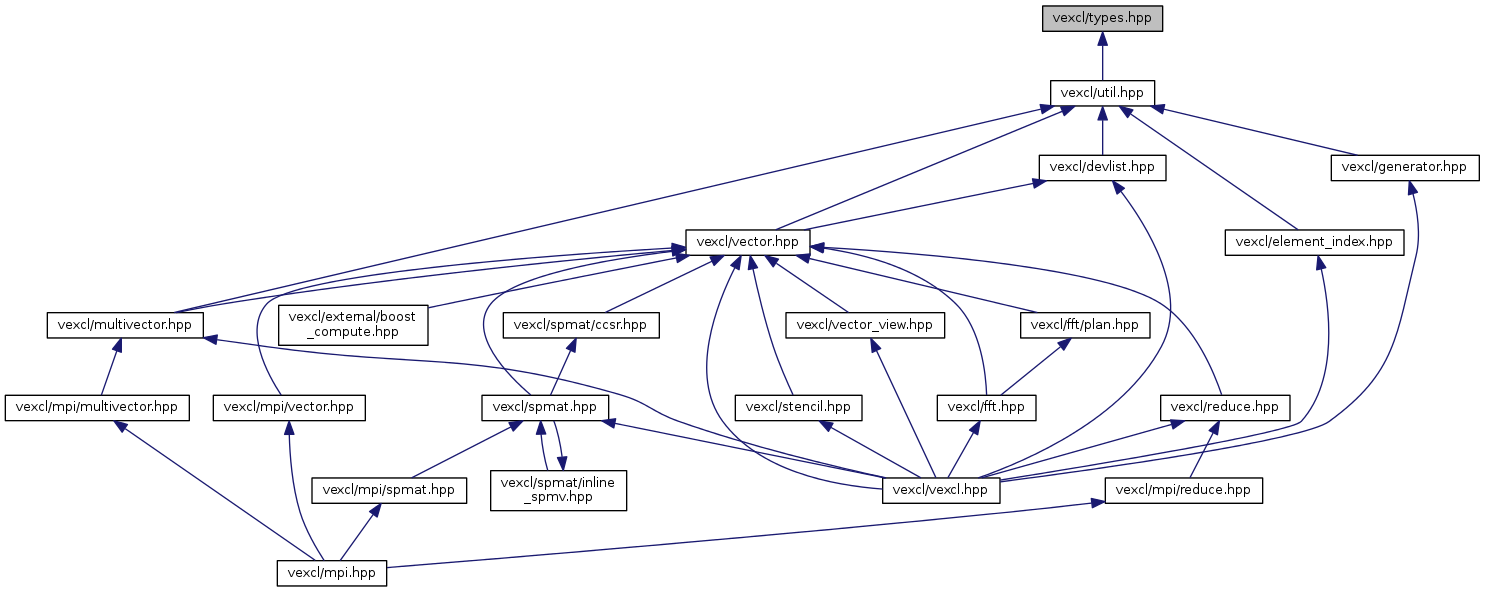 vexcl/types.hpp
vexcl/util.hpp
vexcl/devlist.hpp
vexcl/generator.hpp
vexcl/vector.hpp
vexcl/element_index.hpp
vexcl/multivector.hpp
vexcl/external/boost
_compute.hpp
vexcl/spmat/ccsr.hpp
vexcl/vector_view.hpp
vexcl/fft/plan.hpp
vexcl/mpi/multivector.hpp
vexcl/mpi/vector.hpp
vexcl/spmat.hpp
vexcl/stencil.hpp
vexcl/fft.hpp
vexcl/reduce.hpp
vexcl/mpi/spmat.hpp
vexcl/spmat/inline
_spmv.hpp
vexcl/vexcl.hpp
vexcl/mpi/reduce.hpp
vexcl/mpi.hpp